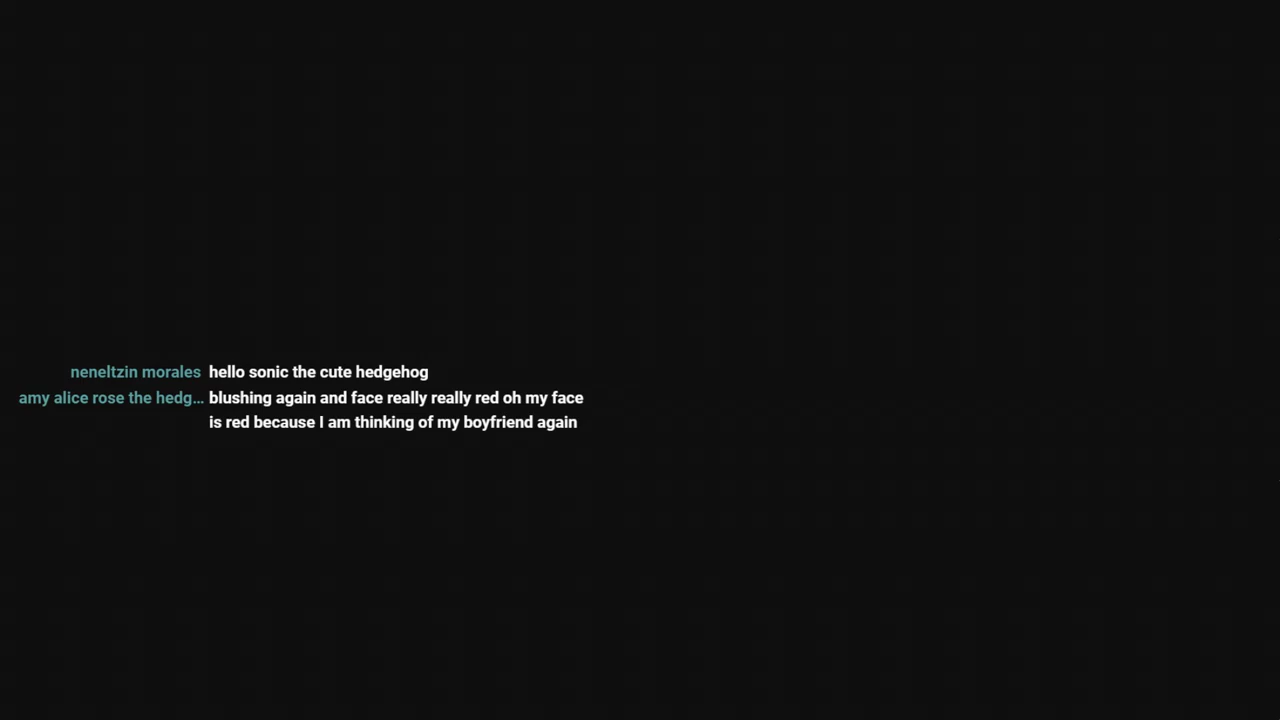 neneltzin morales hello sonic the cute hedgehog
amy alice rose the hedg... blushing again and face really really red oh my face
is red because I am thinking of my boyfriend again